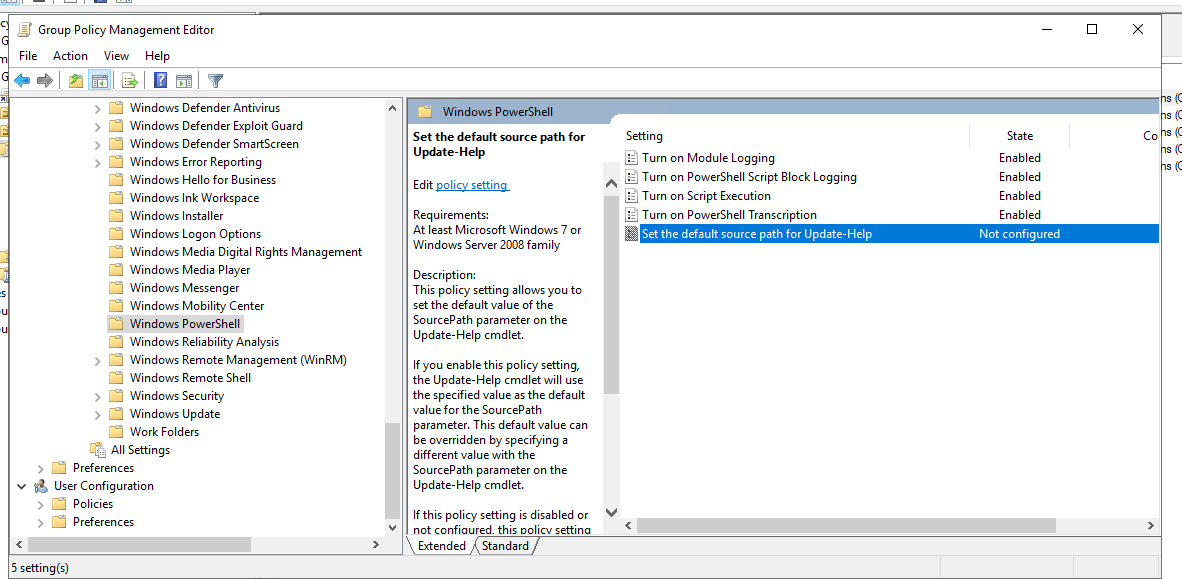 Group Policy Management Editor
File Action View Help
Windows Defender Antivirus
Windows Defender Exploit Guard
Windows Defender SmartScreen
Windows Error Reporting
Windows Hello for Business
Windows Ink Workspace
Windows Installer
Windows Logon Options
Windows Media Digital Rights Management
Windows Media Player
Windows Messenger
Windows Mobility Center
Windows PowerShell
Windows Reliability Analysis
Windows Remote Management (WinRM)
Windows Remote Shell
Windows Security
Windows Update
Work Folders
All Settings
Preferences
User Configuration
Policies
Preferences
Windows PowerShell
Set the default source path for
Update-Help
Edit policy setting
Requirements:
At least Microsoft Windows 7 or
Windows Server 2008 family
Description:
This policy setting allows you to
set the default value of the
SourcePath parameter on the
Update-Help cmdlet.
If you enable this policy setting,
the Update-Help cmdlet will use
the specified value as the default
value for the SourcePath
parameter. This default value can
be overridden by specifying a
different value with the
SourcePath parameter on the
Update-Help cmdlet.
If this policy setting is disabled or
not configured, this policy setting
Setting State Co
Turn on Module Logging Enabled
Turn on PowerShell Script Block Logging Enabled
Turn on Script Execution Enabled
Turn on PowerShell Transcription Enabled
Set the default source path for Update-Help Not configured
Extended Standard
5 setting(s)